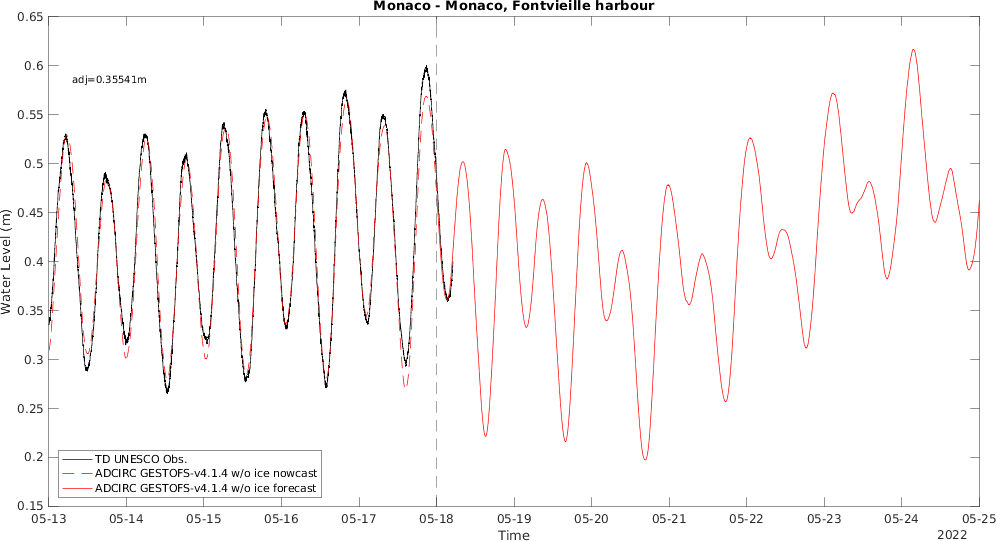 Monaco - Monaco, Fontvieille harbour
0.65
0.6
adj=0.35541m
0.55
0.5
0.45
0.4
0.35
0.3
0.25
0.2
0.15
Water Level (m)
TD UNESCO Obs.
ADCIRC GESTOFS-v4.1.4 w/o ice nowcast
ADCIRC GESTOFS-v4.1.4 w/o ice forecast
05-13 05-14 05-15 05-16 05-17 05-18 05-19 05-20 05-21 05-22 05-23 05-24 05-25
Time
2022